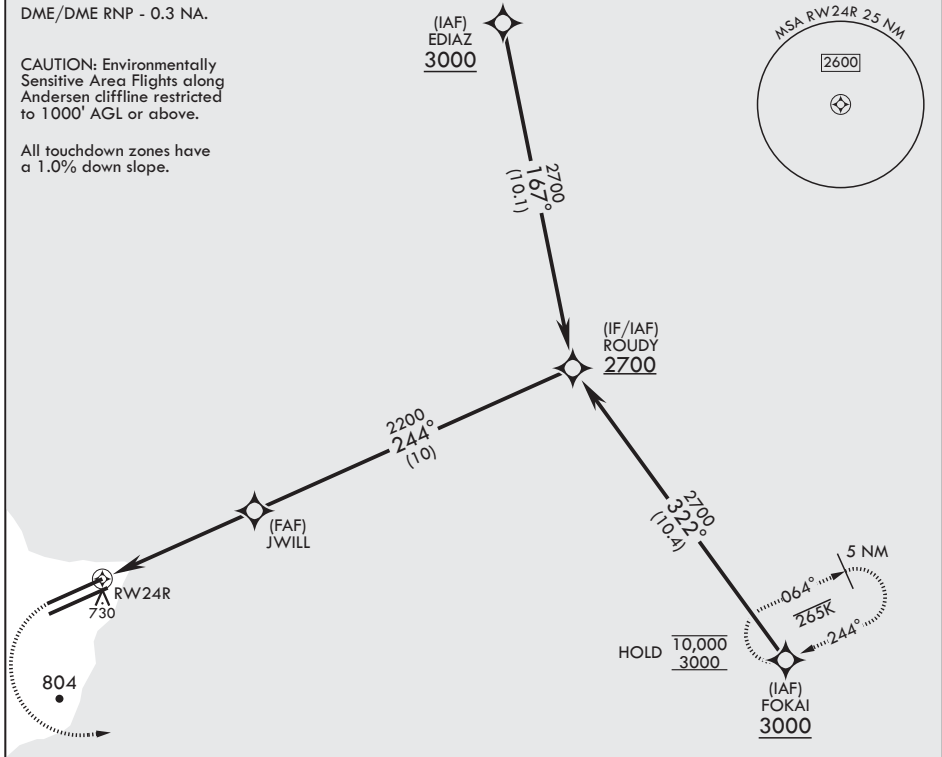 DME/DME RNP - 0.3 NA.
CAUTION: Environmentally
Sensitive Area Flights along
Andersen cliffline restricted
to 1000' AGL or above.
All touchdown zones have
a 1.0% down slope.
(IAF)
EDIAZ
3000
MSA RW24R 25 NM
2600
2700
167°
(10.1)
(IF/IAF)
ROUDY
2700
2200
244°
(10)
(FAF)
JWILL
2700
322°
(10.4)
RW24R
730
804
5 NM
064°
265K
244°
HOLD
10,000
3000
(IAF)
FOKAI
3000